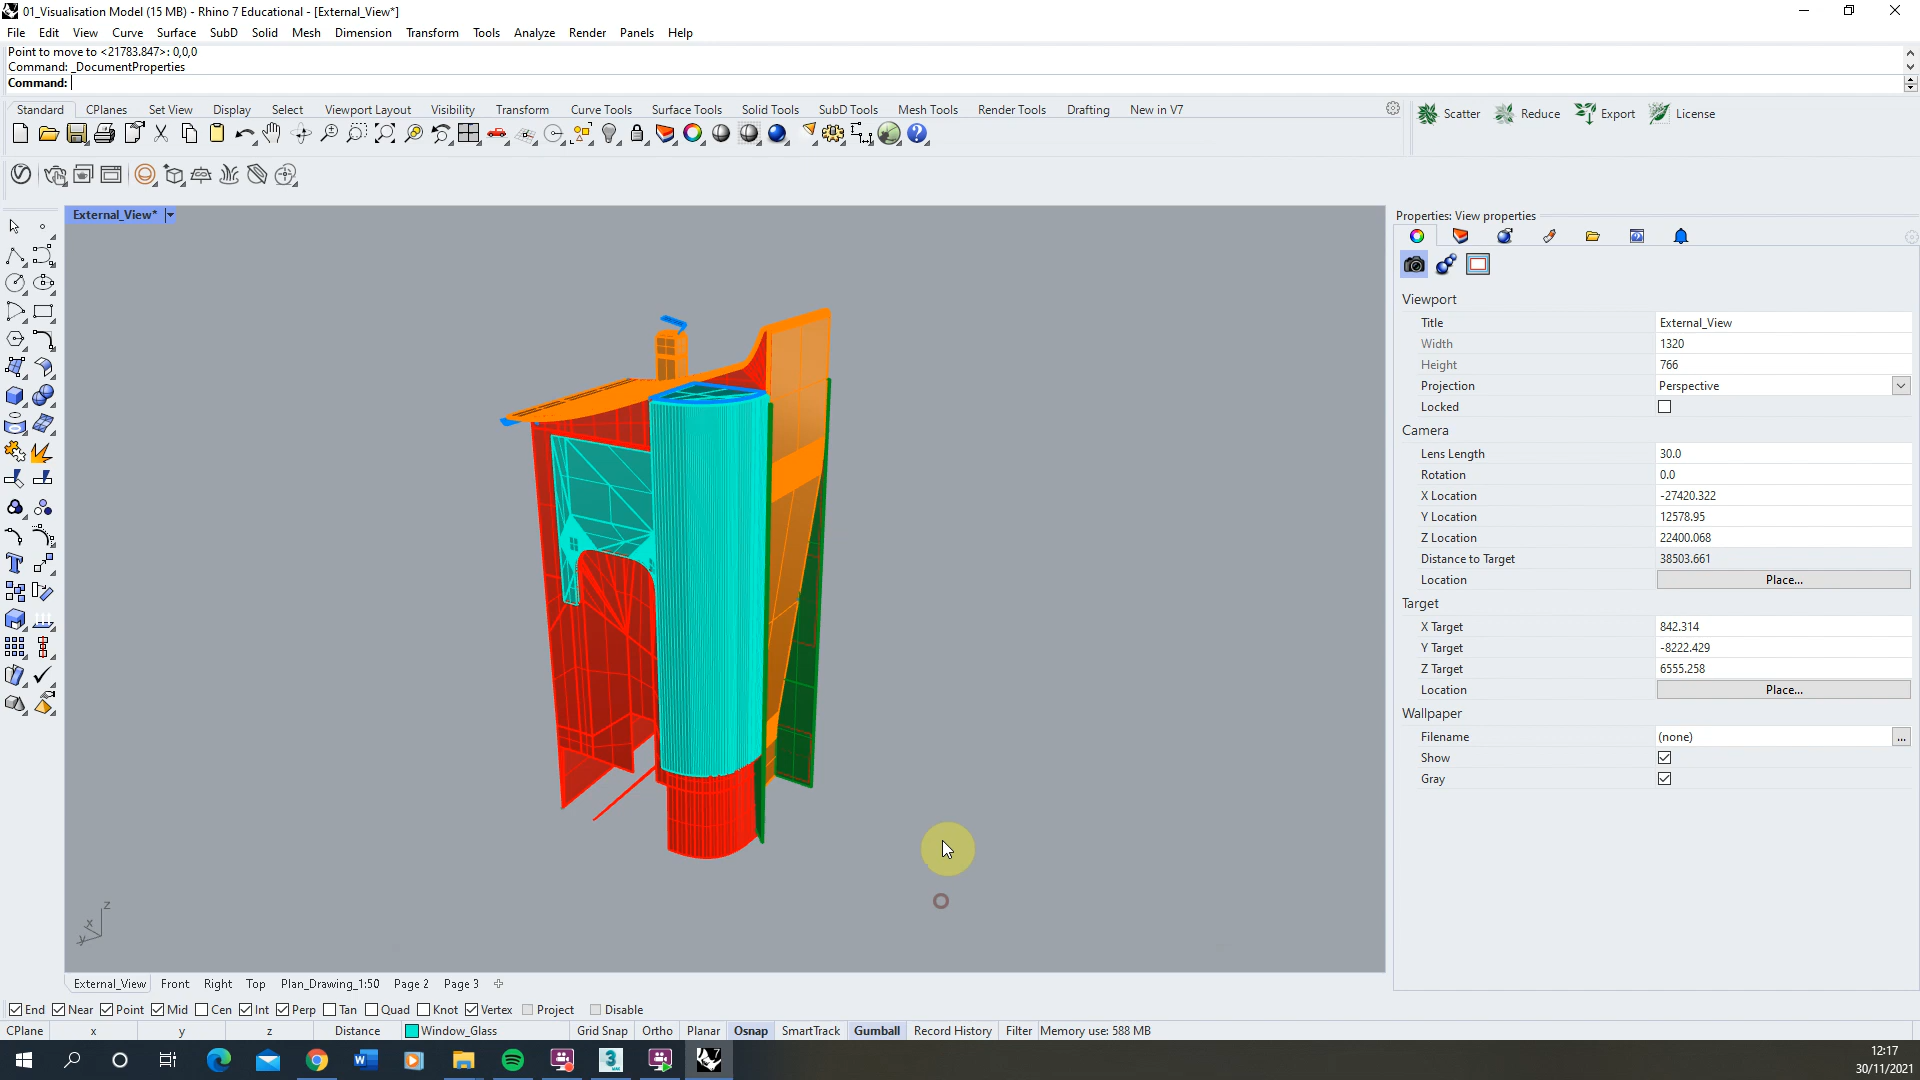 01_Visualisation Model (15 MB) - Rhino 7 Educational - [External_View*]
File Edit View Curve Surface SubD Solid Mesh Dimension Transform Tools Analyze Render Panels Help
Point to move to <21783.847>: 0,0,0
Command: _DocumentProperties
Command:
Standard CPlanes Set View Display Select Viewport Layout Visibility Transform Curve Tools Surface Tools Solid Tools SubD Tools Mesh Tools Render Tools Drafting New in V7
Scatter Reduce Export License
External_View*
Properties: View properties
Viewport
Title External_View
Width 1320
Height 766
Projection Perspective
Locked
Camera
Lens Length 30.0
Rotation 0.0
X Location -27420.322
Y Location 12578.95
Z Location 22400.068
Distance to Target 38503.661
Location Place...
Target
X Target 842.314
Y Target -8222.429
Z Target 6555.258
Location Place...
Wallpaper
Filename (none) ...
Show
Gray
z
x
y
External_View Front Right Top Plan_Drawing_1:50 Page 2 Page 3
End Near Point Mid Cen Int Perp Tan Quad Knot Vertex Project Disable
CPlane x y z Distance Window_Glass Grid Snap Ortho Planar Osnap SmartTrack Gumball Record History Filter Memory use: 588 MB
12:17
30/11/2021